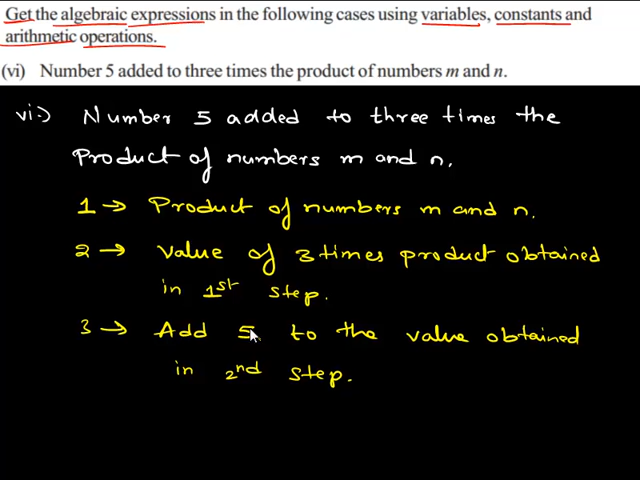 Get the algebraic expressions in the following cases using variables, constants and
arithmetic operations.
(vi) Number 5 added to three times the product of numbers m and n.
vi:) Number 5 added to three times the
Product of numbers m and n.
1 → Product of numbers m and n.
2 → Value of 3 times product obtained
in 1st step.
3 → Add 5 to the value obtained
in 2nd step.